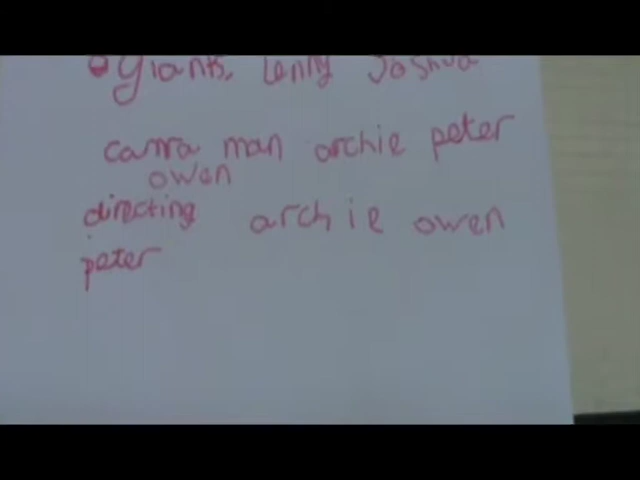 giants. Lenny Joshua
camra man archie peter
owen
directing archie owen
peter